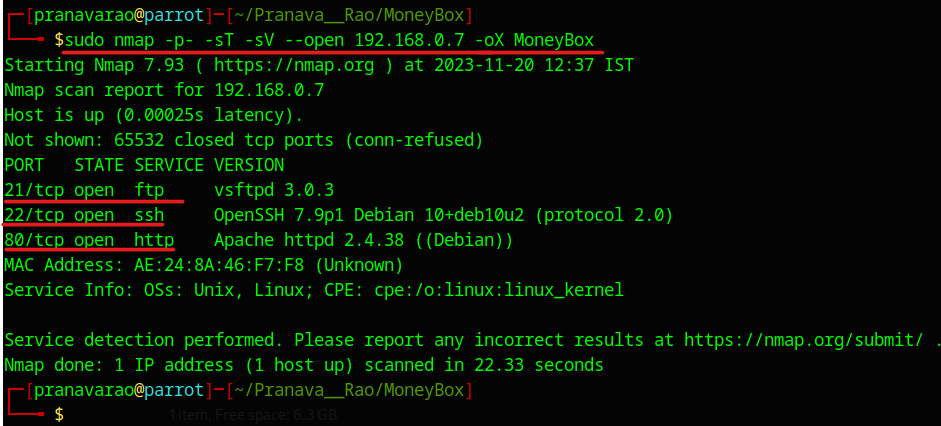 [pranavarao@parrot]-[~/Pranava__Rao/MoneyBox]
$sudo nmap -p- -sT -sV --open 192.168.0.7 -oX MoneyBox
Starting Nmap 7.93 ( https://nmap.org ) at 2023-11-20 12:37 IST
Nmap scan report for 192.168.0.7
Host is up (0.00025s latency).
Not shown: 65532 closed tcp ports (conn-refused)
PORT   STATE SERVICE VERSION
21/tcp open  ftp     vsftpd 3.0.3
22/tcp open  ssh     OpenSSH 7.9p1 Debian 10+deb10u2 (protocol 2.0)
80/tcp open  http    Apache httpd 2.4.38 ((Debian))
MAC Address: AE:24:8A:46:F7:F8 (Unknown)
Service Info: OSs: Unix, Linux; CPE: cpe:/o:linux:linux_kernel
Service detection performed. Please report any incorrect results at https://nmap.org/submit/ .
Nmap done: 1 IP address (1 host up) scanned in 22.33 seconds
[pranavarao@parrot]-[~/Pranava__Rao/MoneyBox]
$
1 item, Free space: 6.3 GB